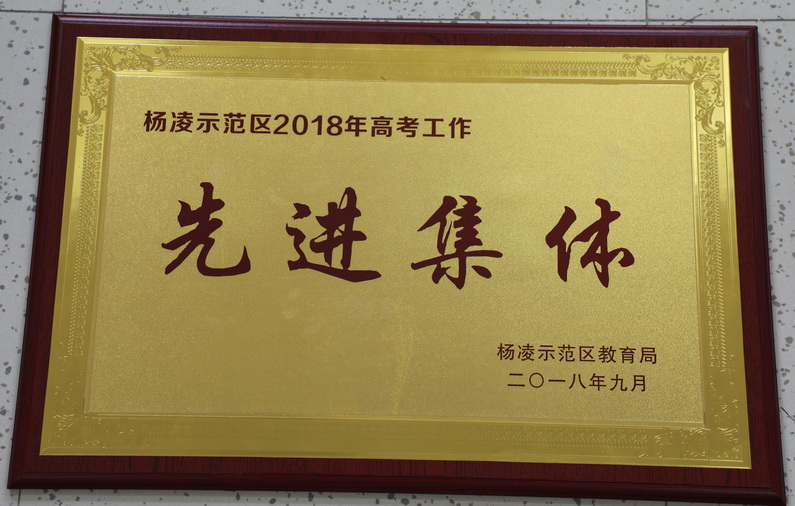 杨凌示范区2018年高考工作
先进集体
杨凌示范区教育局
二〇一八年九月